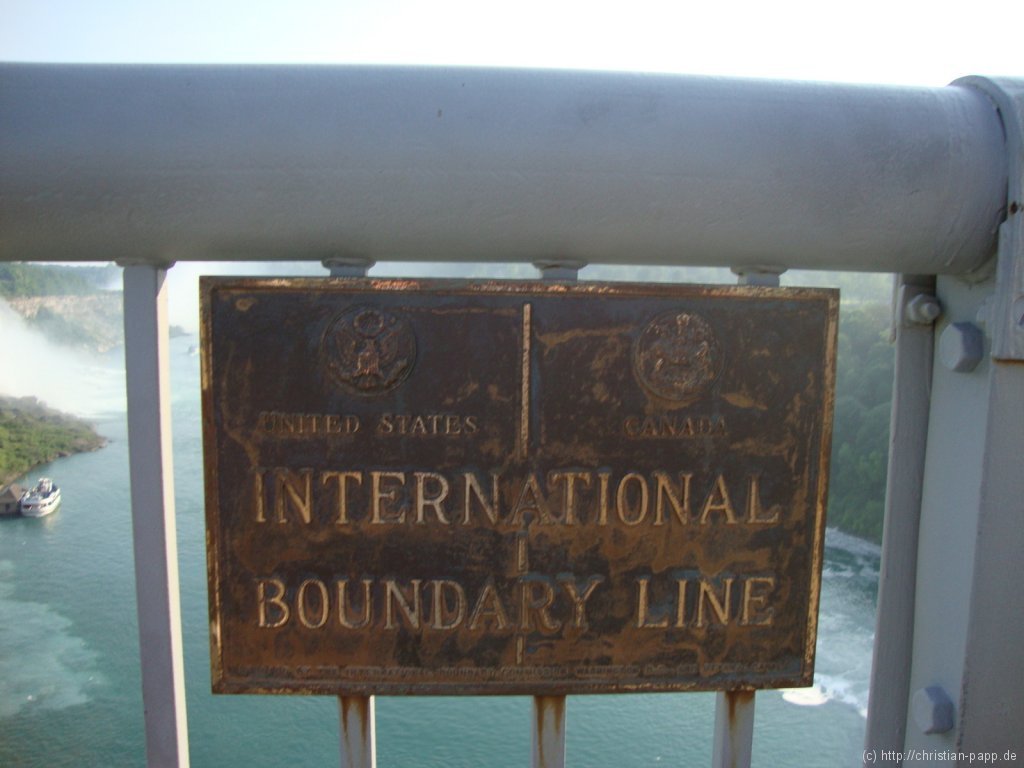 UNITED STATES
CANADA
INTERNATIONAL
BOUNDARY LINE
(c) http://christian-papp.de